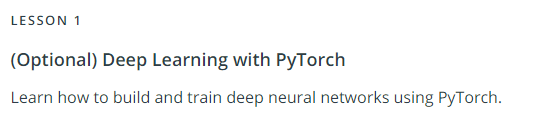 LESSON 1
(Optional) Deep Learning with PyTorch
Learn how to build and train deep neural networks using PyTorch.